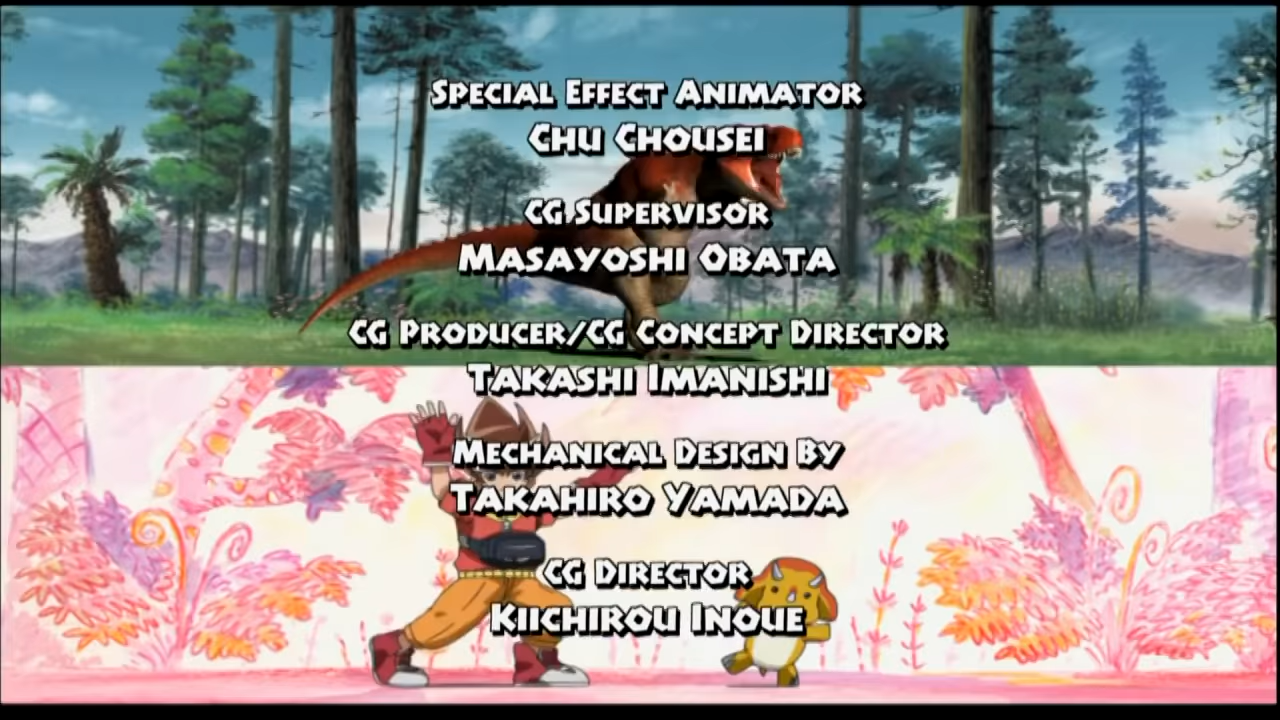 Special Effect Animator
Chu Chousei
CG Supervisor
Masayoshi Obata
CG Producer/CG Concept Director
Takashi Imanishi
Mechanical Design By
Takahiro Yamada
CG Director
Kiichirou Inoue